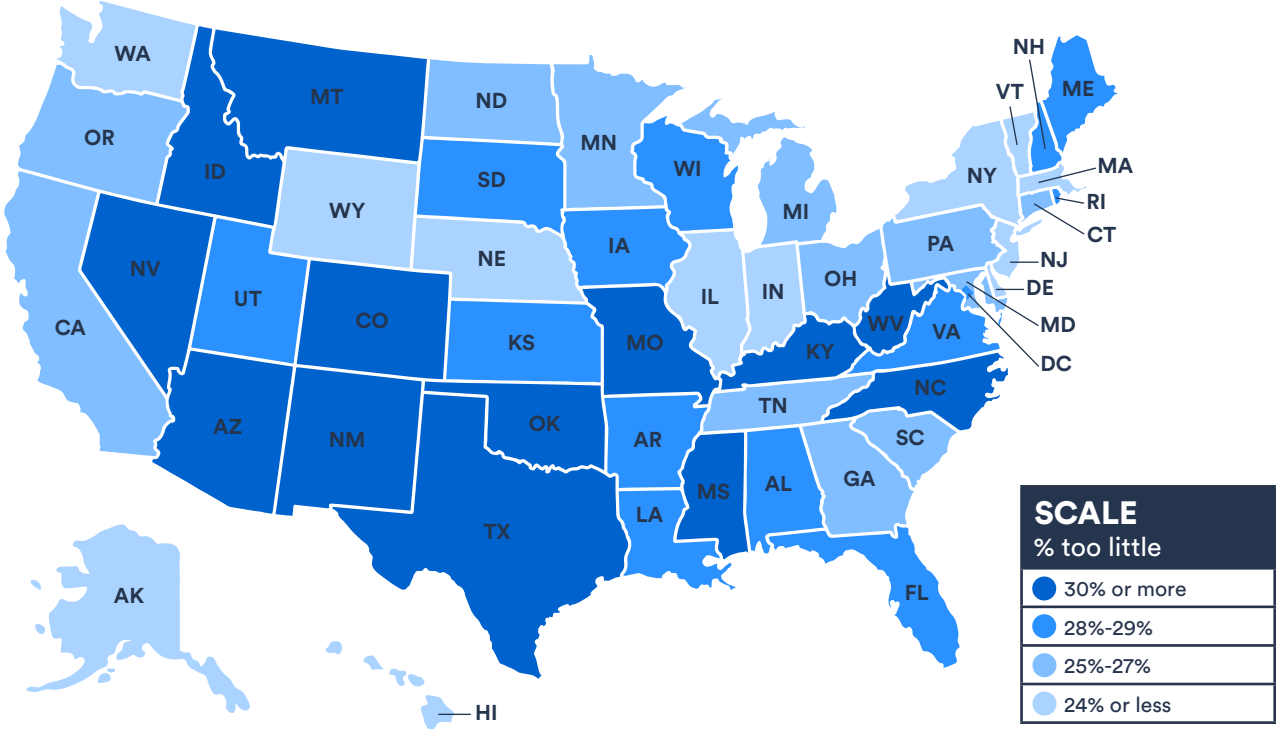 WA
MT
ND
MN
OR
ID
SD
WI
WY
MI
NY
NH
VT
ME
MA
RI
CT
NJ
DE
MD
DC
NV
UT
CO
NE
IA
IL
IN
OH
PA
CA
KS
MO
KY
WV
VA
AZ
NM
OK
AR
TN
NC
SC
MS
AL
GA
TX
LA
FL
AK
HI
SCALE
% too little
30% or more
28%-29%
25%-27%
24% or less